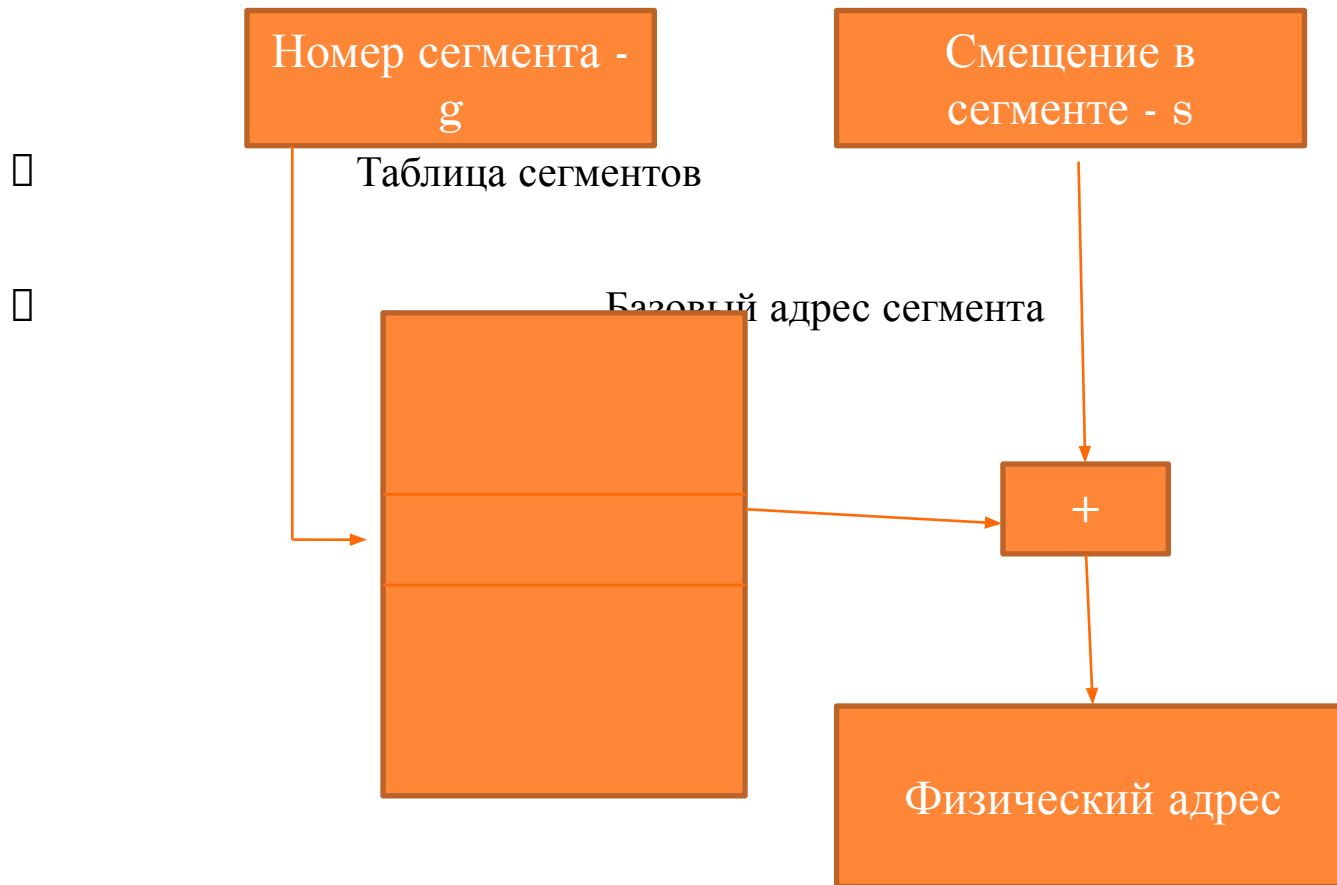 Номер сегмента -
g
Смещение в
сегменте - s
Таблица сегментов
Базовый адрес сегмента
+
Физический адрес